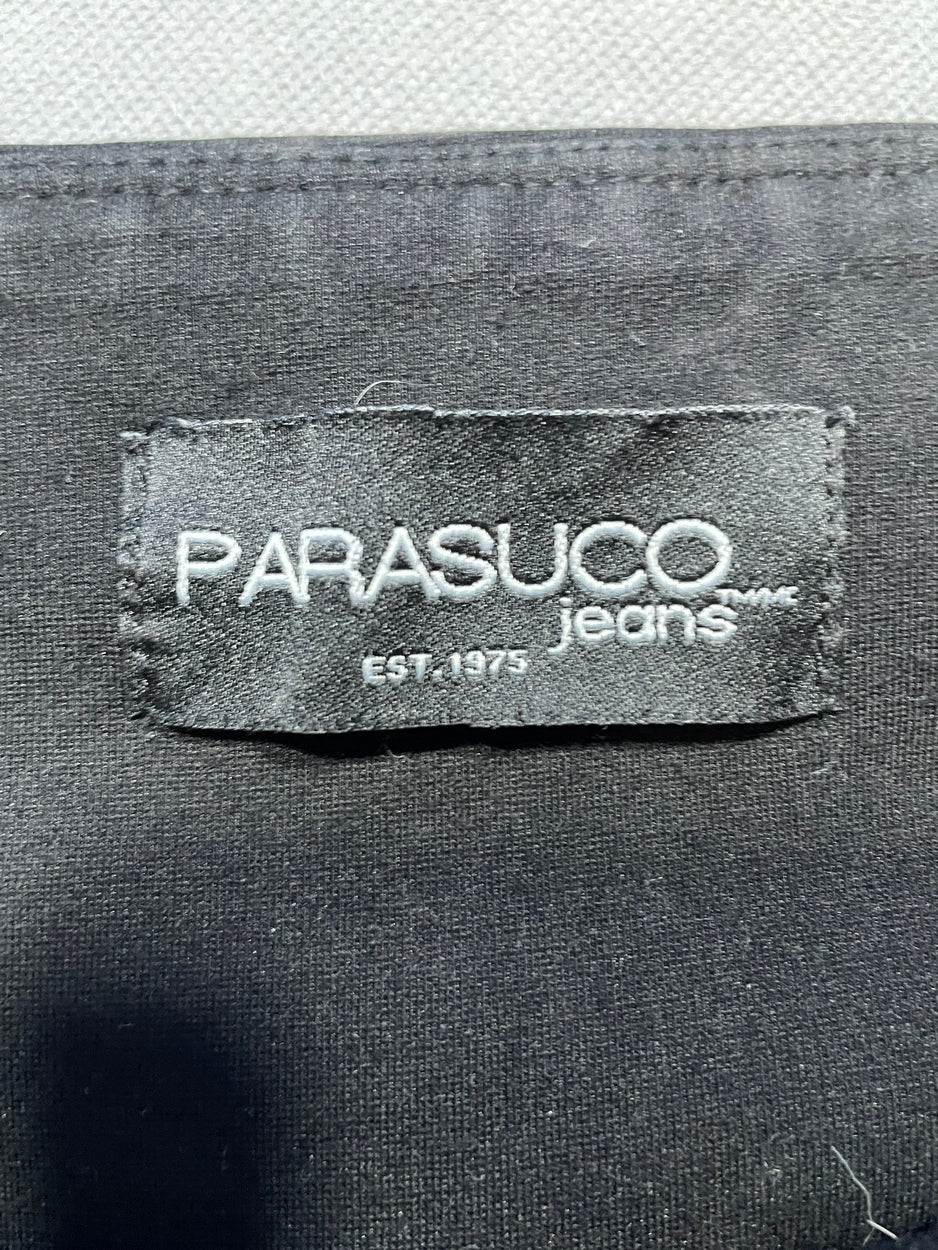 PARASUCO
jeans TM/MC
EST. 1975